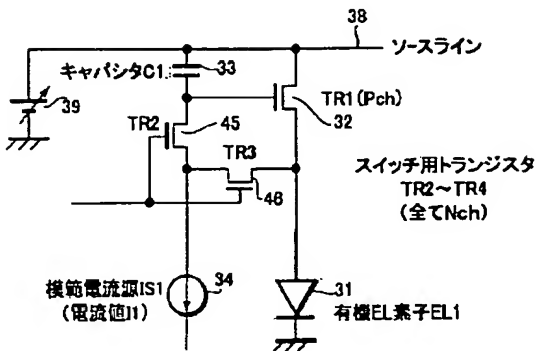 38
ソースライン
キャパシタC1
33
39
TR1(Pch)
32
TR2
45
TR3
46
スイッチ用トランジスタ
TR2～TR4
(全てNch)
模範電流源IS1
(電流値I1)
34
31
有機EL素子EL1